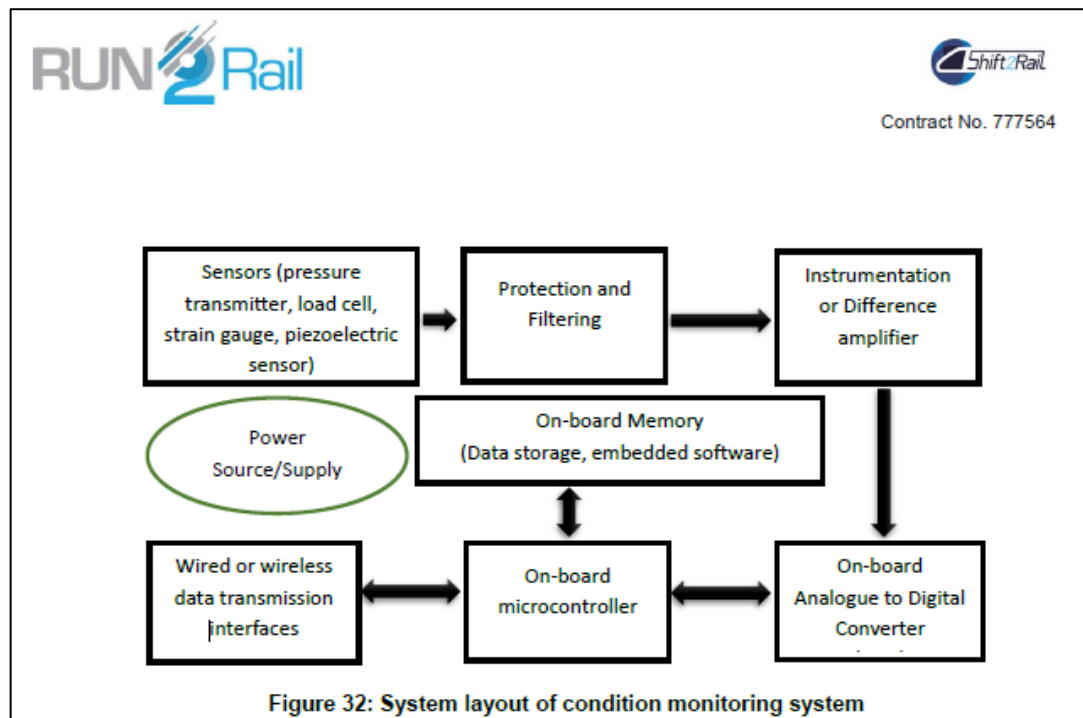 RUN2Rail
Shift2Rail
Contract No. 777564
Sensors (pressure
transmitter, load cell,
strain gauge, piezoelectric
sensor)
Protection and
Filtering
Instrumentation
or Difference
amplifier
Power
Source/Supply
On-board Memory
(Data storage, embedded software)
Wired or wireless
data transmission
interfaces
On-board
microcontroller
On-board
Analogue to Digital
Converter
Figure 32: System layout of condition monitoring system